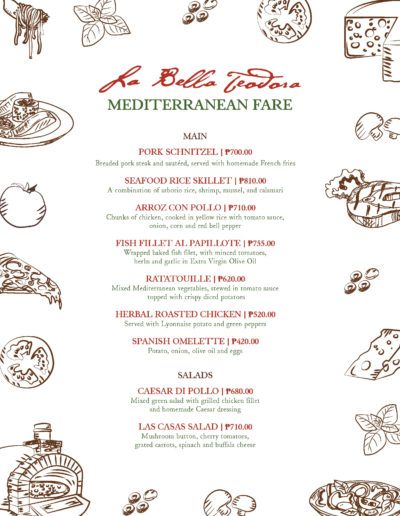 La Bella Teodora
MEDITERRANEAN FARE
MAIN
PORK SCHNITZEL | ₱700.00
Breaded pork steak and sautéed, served with homemade French fries
SEAFOOD RICE SKILLET | ₱810.00
A combination of arborio rice, shrimp, mussel, and calamari
ARROZ CON POLLO | ₱710.00
Chunks of chicken, cooked in yellow rice with tomato sauce,
onion, corn and red bell pepper
FISH FILLET AL PAPILLOTE | ₱755.00
Wrapped baked fish filet, with minced tomatoes,
herbs and garlic in Extra Virgin Olive Oil
RATATOUILLE | ₱620.00
Mixed Mediterranean vegetables, stewed in tomato sauce
topped with crispy diced potatoes
HERBAL ROASTED CHICKEN | ₱520.00
Served with Lyonnaise potato and green peppers
SPANISH OMELETTE | ₱420.00
Potato, onion, olive oil and eggs
SALADS
CAESAR DI POLLO | ₱680.00
Mixed green salad with grilled chicken fillet
and homemade Caesar dressing
LAS CASAS SALAD | ₱710.00
Mushroom button, cherry tomatoes,
grated carrots, spinach and buffala cheese